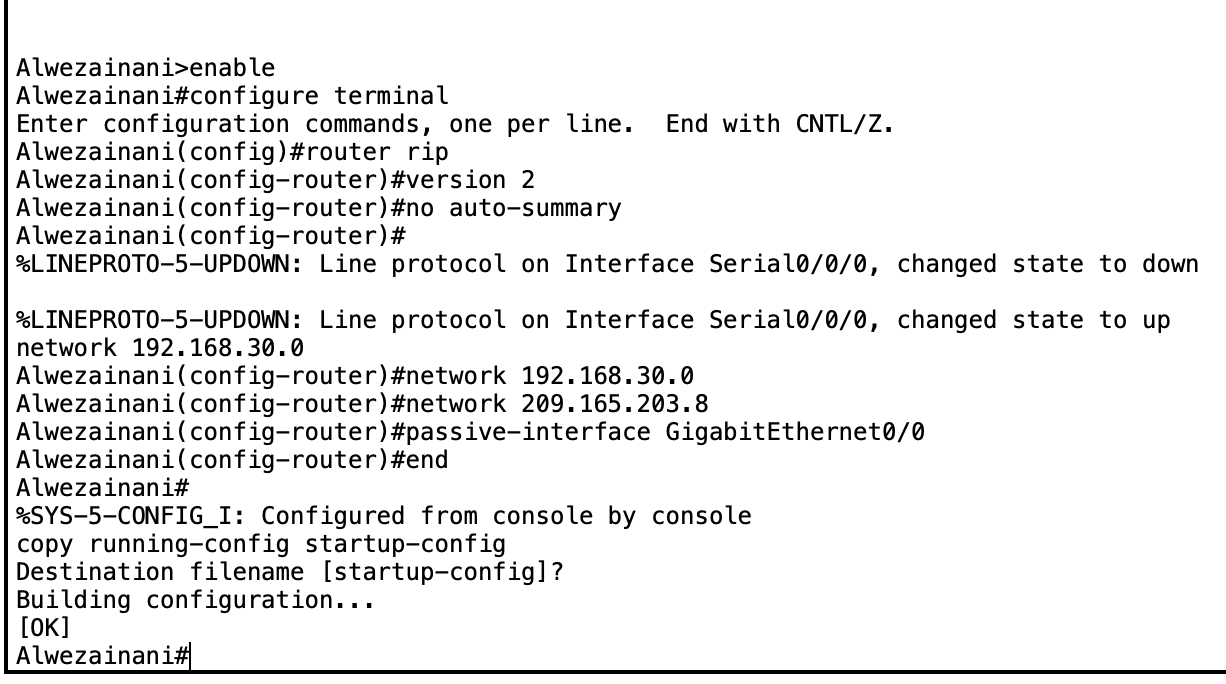 Alwezainani>enable
Alwezainani#configure terminal
Enter configuration commands, one per line.  End with CNTL/Z.
Alwezainani(config)#router rip
Alwezainani(config-router)#version 2
Alwezainani(config-router)#no auto-summary
Alwezainani(config-router)#
%LINEPROTO-5-UPDOWN: Line protocol on Interface Serial0/0/0, changed state to down
%LINEPROTO-5-UPDOWN: Line protocol on Interface Serial0/0/0, changed state to up
network 192.168.30.0
Alwezainani(config-router)#network 192.168.30.0
Alwezainani(config-router)#network 209.165.203.8
Alwezainani(config-router)#passive-interface GigabitEthernet0/0
Alwezainani(config-router)#end
Alwezainani#
%SYS-5-CONFIG_I: Configured from console by console
copy running-config startup-config
Destination filename [startup-config]?
Building configuration...
[OK]
Alwezainani#